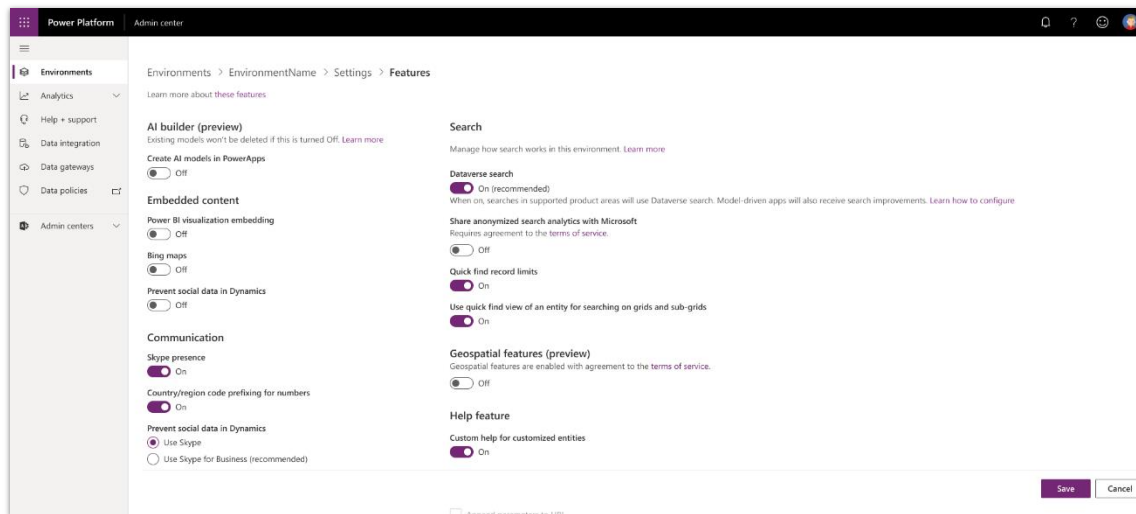 Power Platform
Admin center
Environments
Analytics
Help + support
Data integration
Data gateways
Data policies
Admin centers
Environments > EnvironmentName > Settings > Features
Learn more about these features
AI builder (preview)
Existing models won't be deleted if this is turned Off. Learn more
Create AI models in PowerApps
Off
Embedded content
Power BI visualization embedding
Off
Bing maps
Off
Prevent social data in Dynamics
Off
Communication
Skype presence
On
Country/region code prefixing for numbers
On
Prevent social data in Dynamics
Use Skype
Use Skype for Business (recommended)
Search
Manage how search works in this environment. Learn more
Dataverse search
On (recommended)
When on, searches in supported product areas will use Dataverse search. Model-driven apps will also receive search improvements. Learn how to configure
Share anonymized search analytics with Microsoft
Requires agreement to the terms of service.
Off
Quick find record limits
On
Use quick find view of an entity for searching on grids and sub-grids
On
Geospatial features (preview)
Geospatial features are enabled with agreement to the terms of service.
Off
Help feature
Custom help for customized entities
On
Save
Cancel